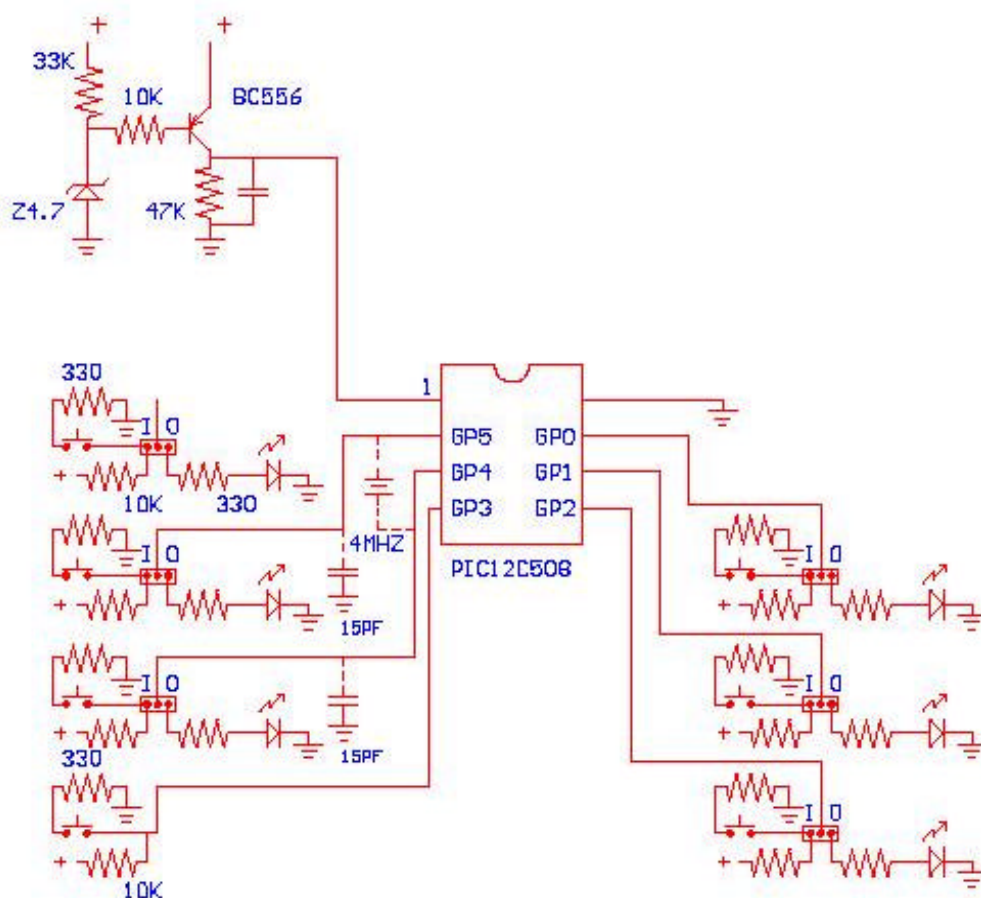 + +
33K
10K BC556
Z4.7 47K
330
1
I O
GP5 GP0
+
GP4 GP1
10K 330
GP3 GP2
4MHZ
I O
PIC12C508
I O
+
+
15PF
I O
I O
+
+
330
15PF
I O
+
+
10K